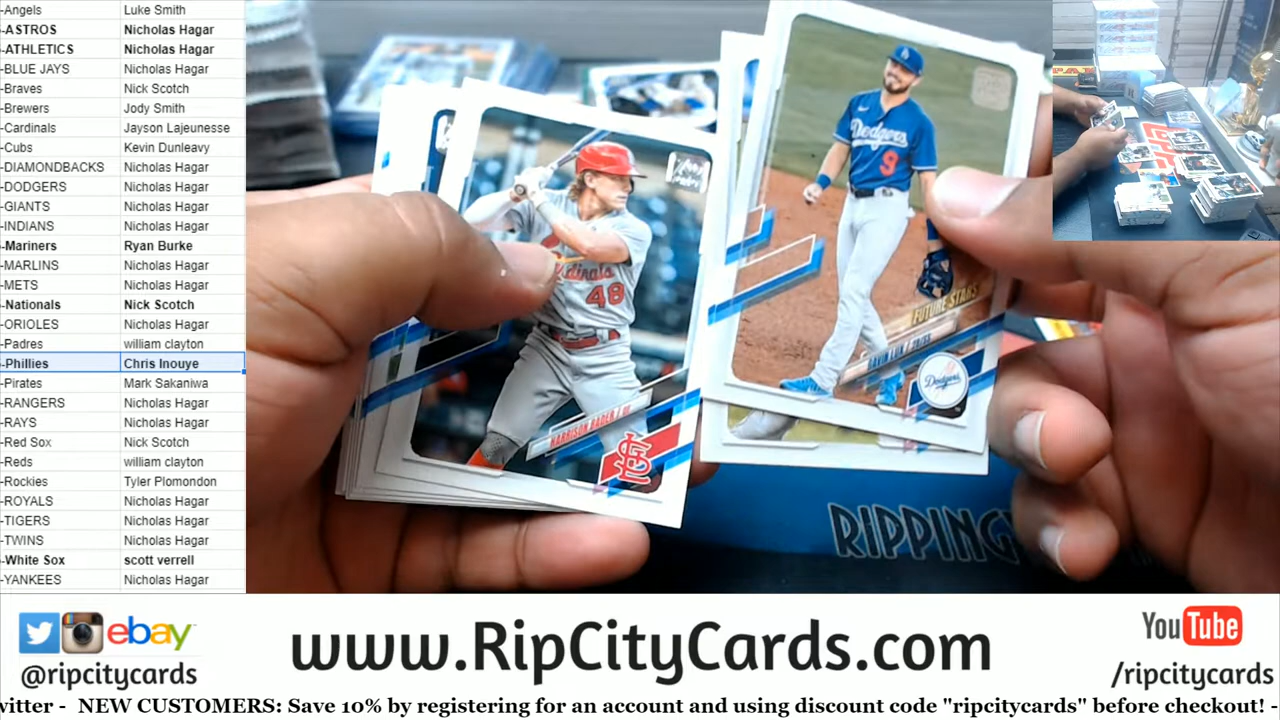 -Angels Luke Smith
-ASTROS Nicholas Hagar
-ATHLETICS Nicholas Hagar
-BLUE JAYS Nicholas Hagar
-Braves Nick Scotch
-Brewers Jody Smith
-Cardinals Jayson Lajeunesse
-Cubs Kevin Dunleavy
-DIAMONDBACKS Nicholas Hagar
-DODGERS Nicholas Hagar
-GIANTS Nicholas Hagar
-INDIANS Nicholas Hagar
-Mariners Ryan Burke
-MARLINS Nicholas Hagar
-METS Nicholas Hagar
-Nationals Nick Scotch
-ORIOLES Nicholas Hagar
-Padres william clayton
-Phillies Chris Inouye
-Pirates Mark Sakaniwa
-RANGERS Nicholas Hagar
-RAYS Nicholas Hagar
-Red Sox Nick Scotch
-Reds william clayton
-Rockies Tyler Plomondon
-ROYALS Nicholas Hagar
-TIGERS Nicholas Hagar
-TWINS Nicholas Hagar
-White Sox scott verrell
-YANKEES Nicholas Hagar
Cardinals
48
HARRISON BADER
STL
Dodgers
9
FUTURE STARS
GAVIN LUX
Dodgers
RIPPING
ebay
@ripcitycards
www.RipCityCards.com
YouTube
/ripcitycards
witter - NEW CUSTOMERS: Save 10% by registering for an account and using discount code "ripcitycards" before checkout! -